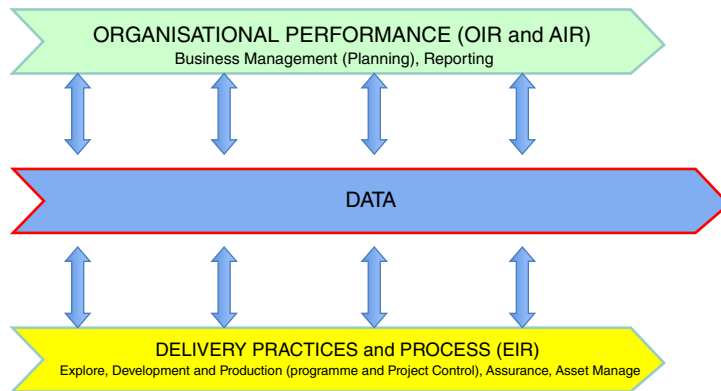 ORGANISATIONAL PERFORMANCE (OIR and AIR)
Business Management (Planning), Reporting
DATA
DELIVERY PRACTICES and PROCESS (EIR)
Explore, Development and Production (programme and Project Control), Assurance, Asset Manage